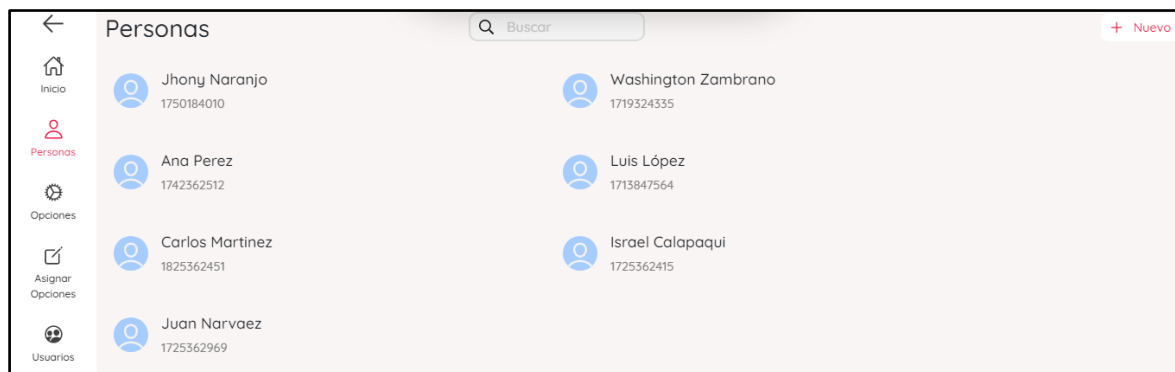 Personas
Buscar
+ Nuevo
Inicio
Personas
Opciones
Asignar
Opciones
Usuarios
Jhony Naranjo
1750184010
Washington Zambrano
1719324335
Ana Perez
1742362512
Luis López
1713847564
Carlos Martinez
1825362451
Israel Calapaqui
1725362415
Juan Narvaez
1725362969